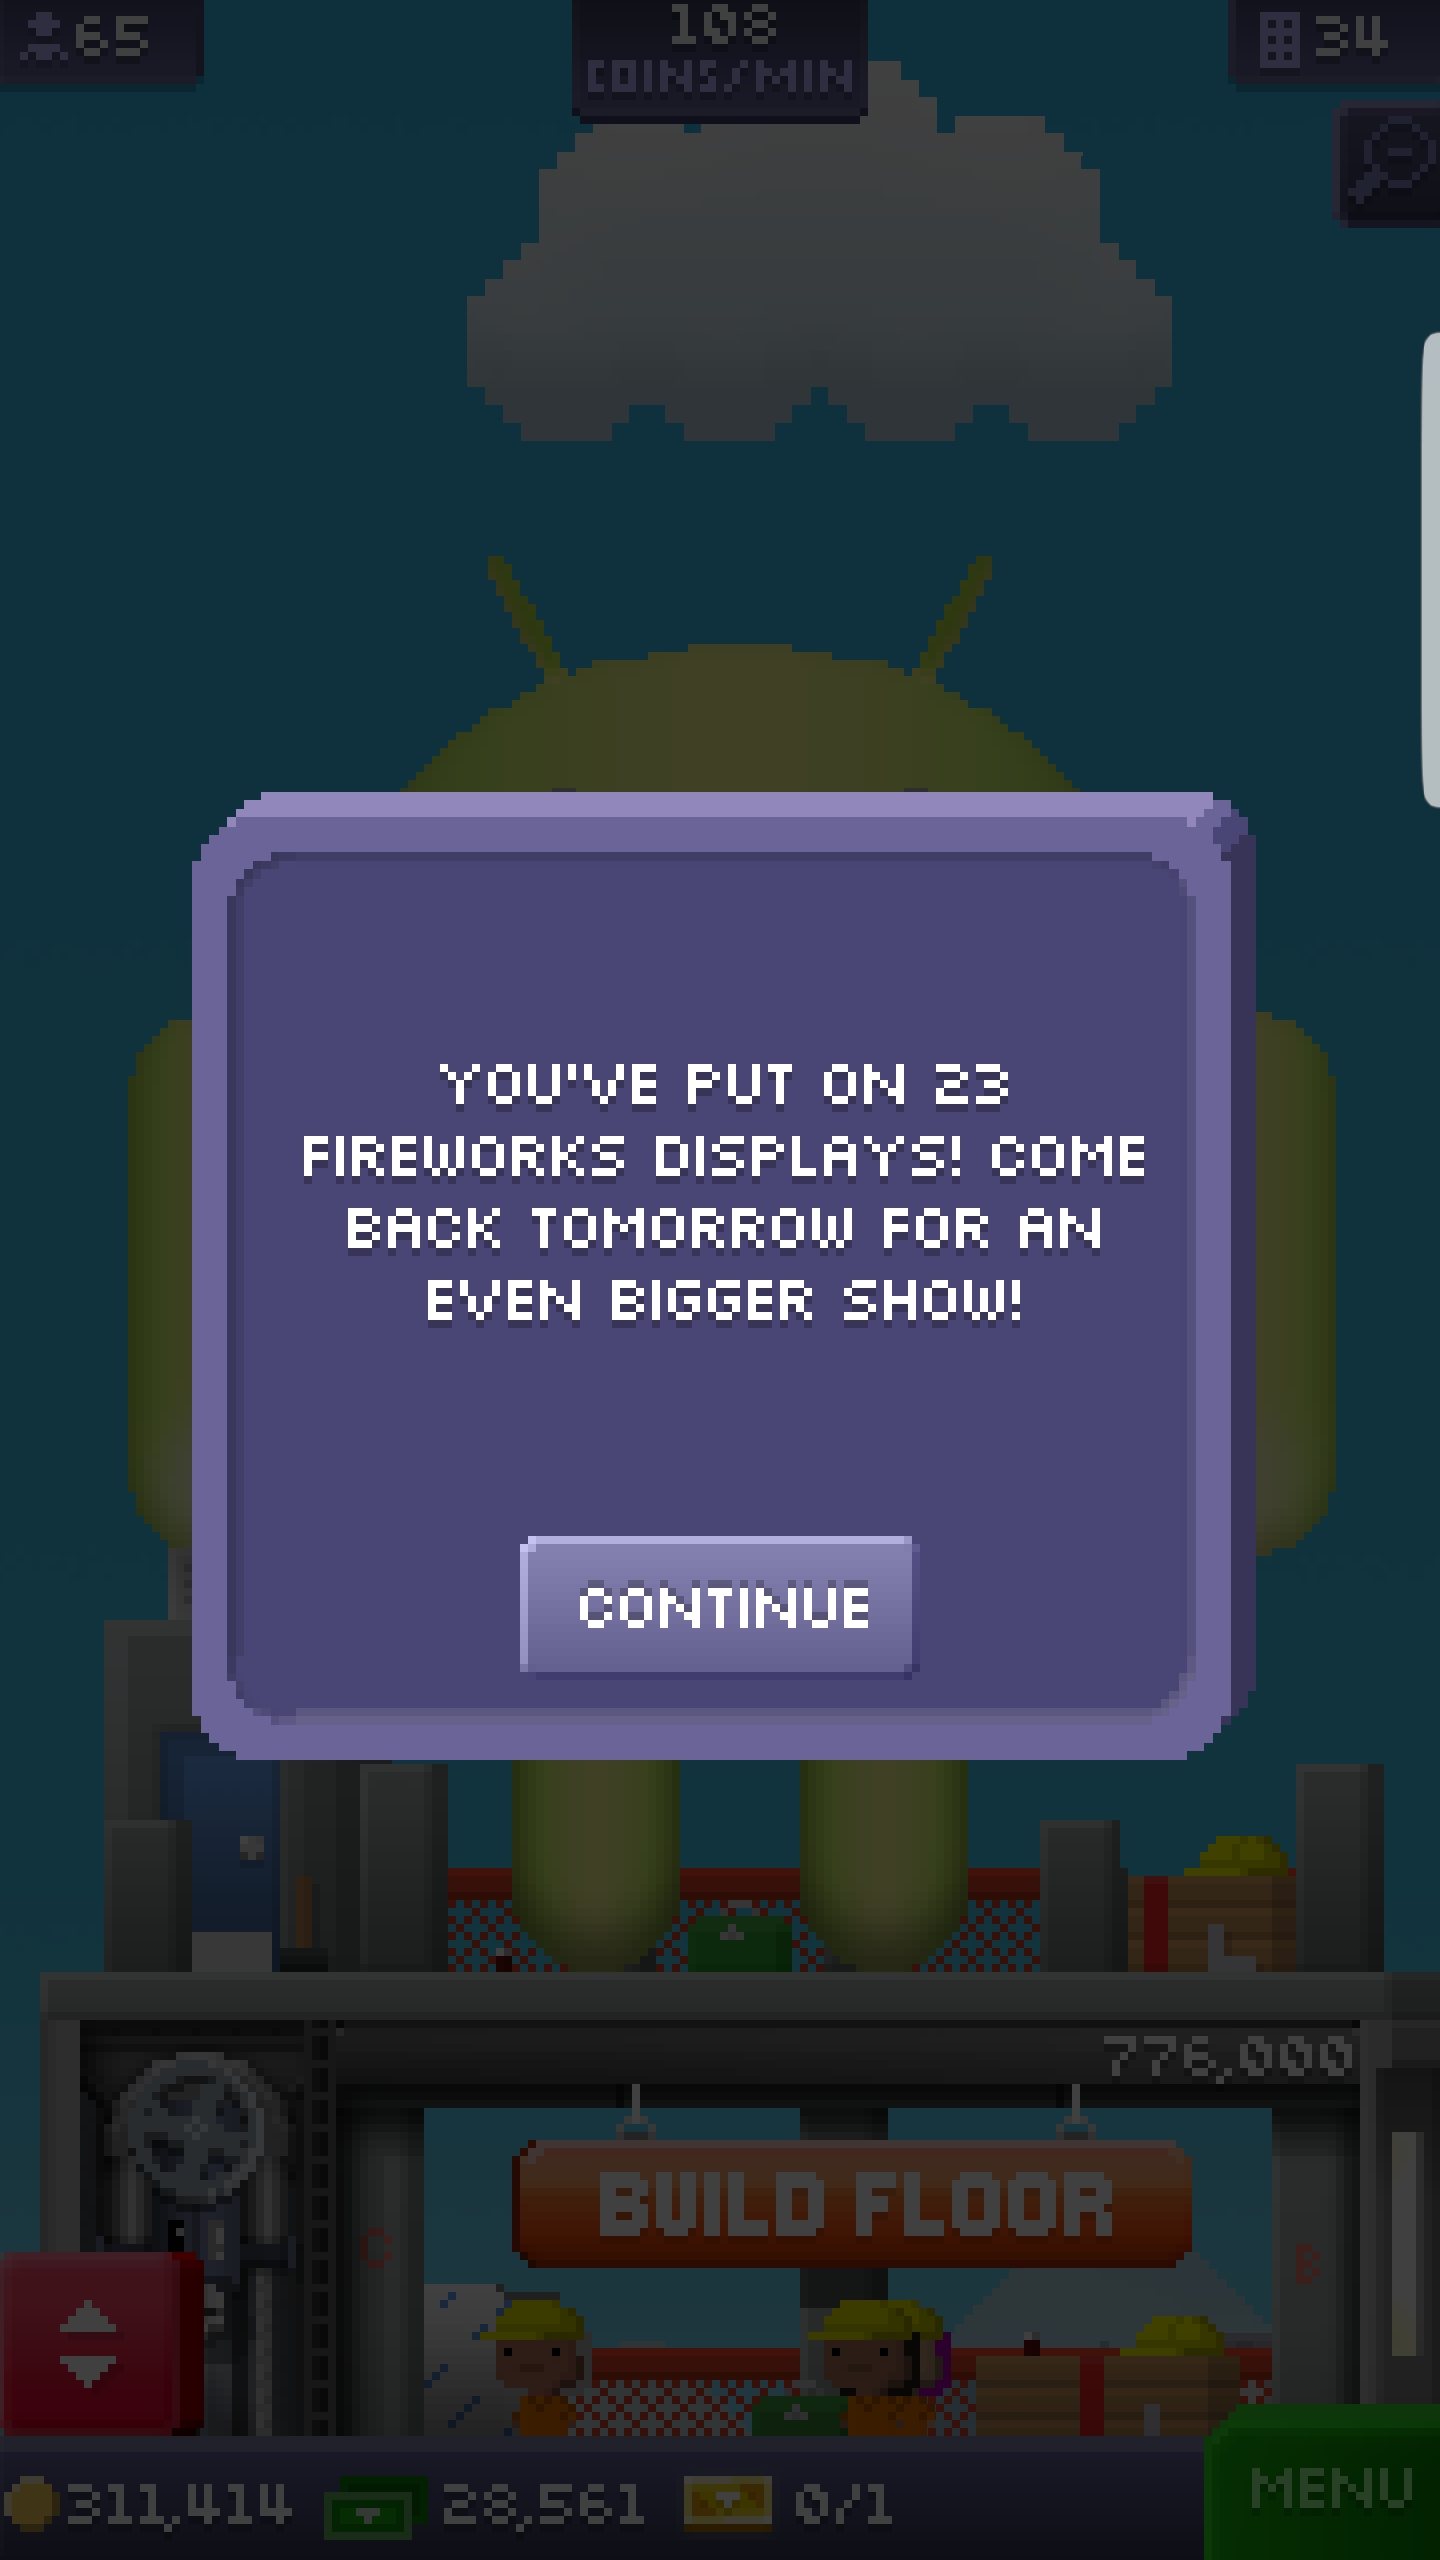 65
108
COINS/MIN
34
YOU'VE PUT ON 23
FIREWORKS DISPLAYS! COME
BACK TOMORROW FOR AN
EVEN BIGGER SHOW!
CONTINUE
776,000
BUILD FLOOR
C
B
311,414
28,561
0/1
MENU